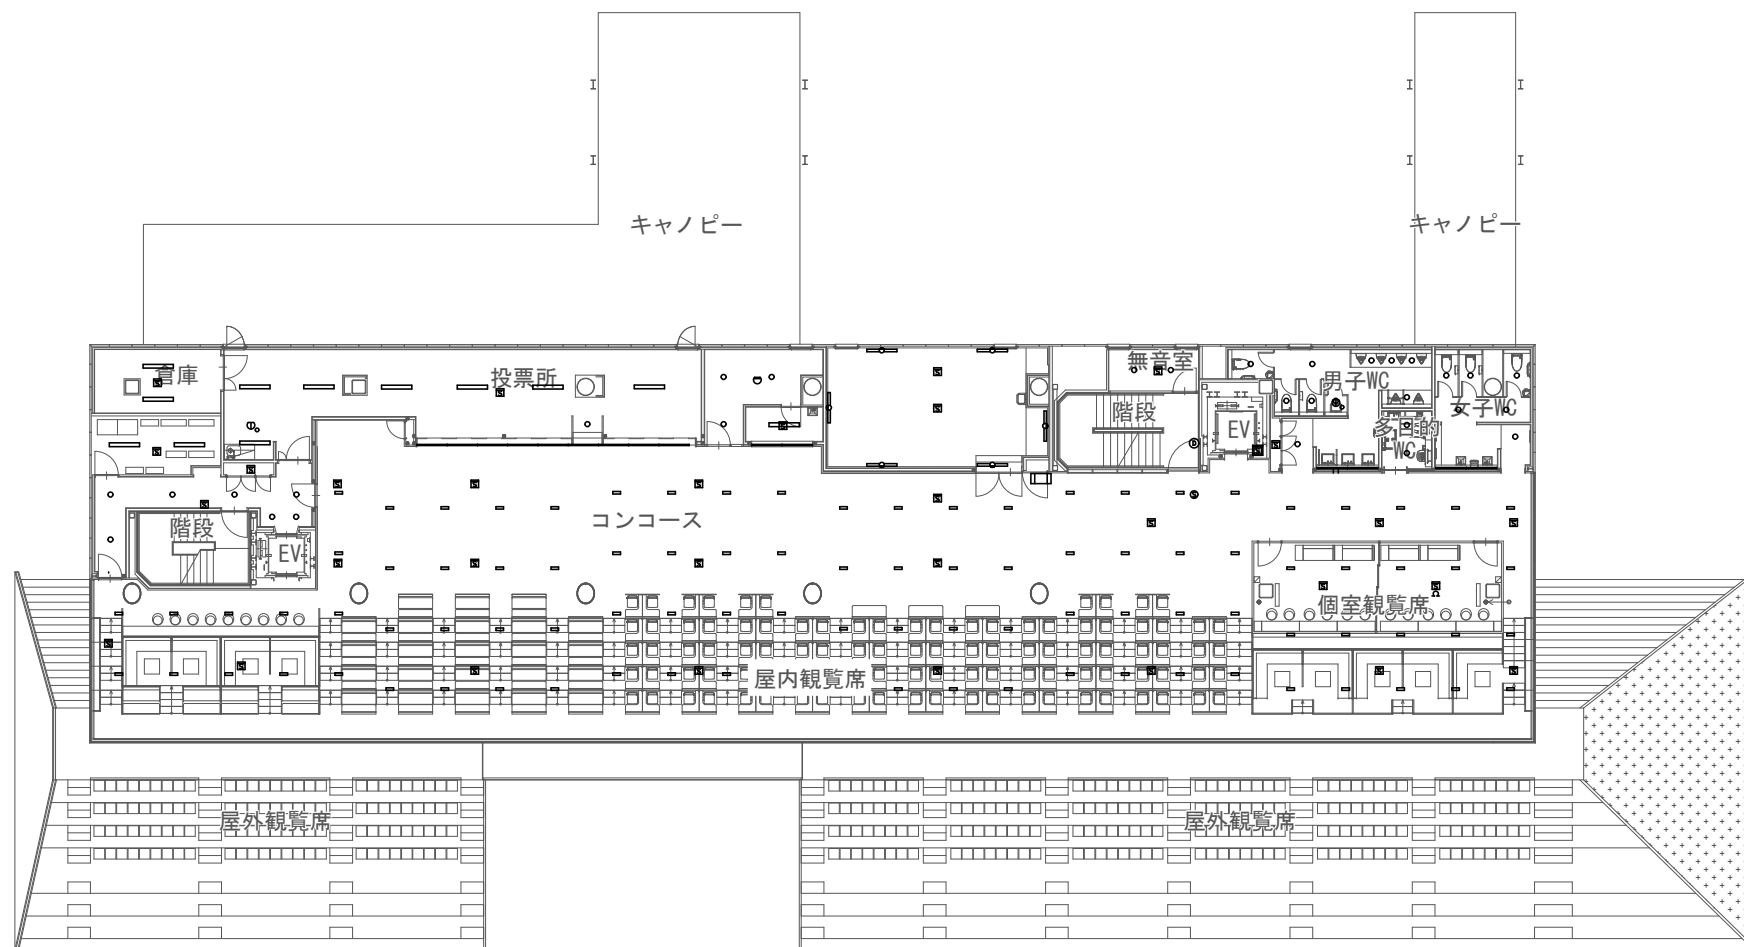 キャノピー
キャノピー
倉庫
投票所
無音室
男子WC
階段
女子WC
EV
多目的
WC
コンコース
階段
EV
個室観覧席
屋内観覧席
屋外観覧席
屋外観覧席